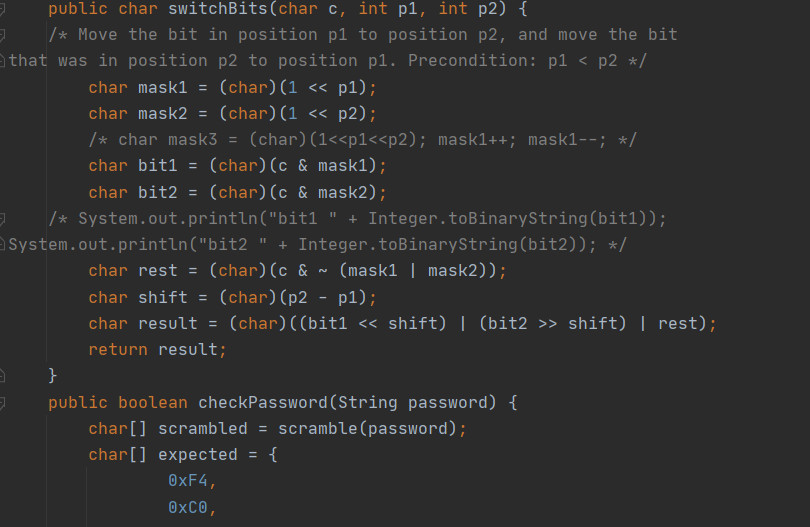 public char switchBits(char c, int p1, int p2) {
/* Move the bit in position p1 to position p2, and move the bit
that was in position p2 to position p1. Precondition: p1 < p2 */
char mask1 = (char)(1 << p1);
char mask2 = (char)(1 << p2);
/* char mask3 = (char)(1<<p1<<p2); mask1++; mask1--; */
char bit1 = (char)(c & mask1);
char bit2 = (char)(c & mask2);
/* System.out.println("bit1 " + Integer.toBinaryString(bit1));
System.out.println("bit2 " + Integer.toBinaryString(bit2)); */
char rest = (char)(c & ~ (mask1 | mask2));
char shift = (char)(p2 - p1);
char result = (char)((bit1 << shift) | (bit2 >> shift) | rest);
return result;
}
public boolean checkPassword(String password) {
char[] scrambled = scramble(password);
char[] expected = {
0xF4,
0xC0,